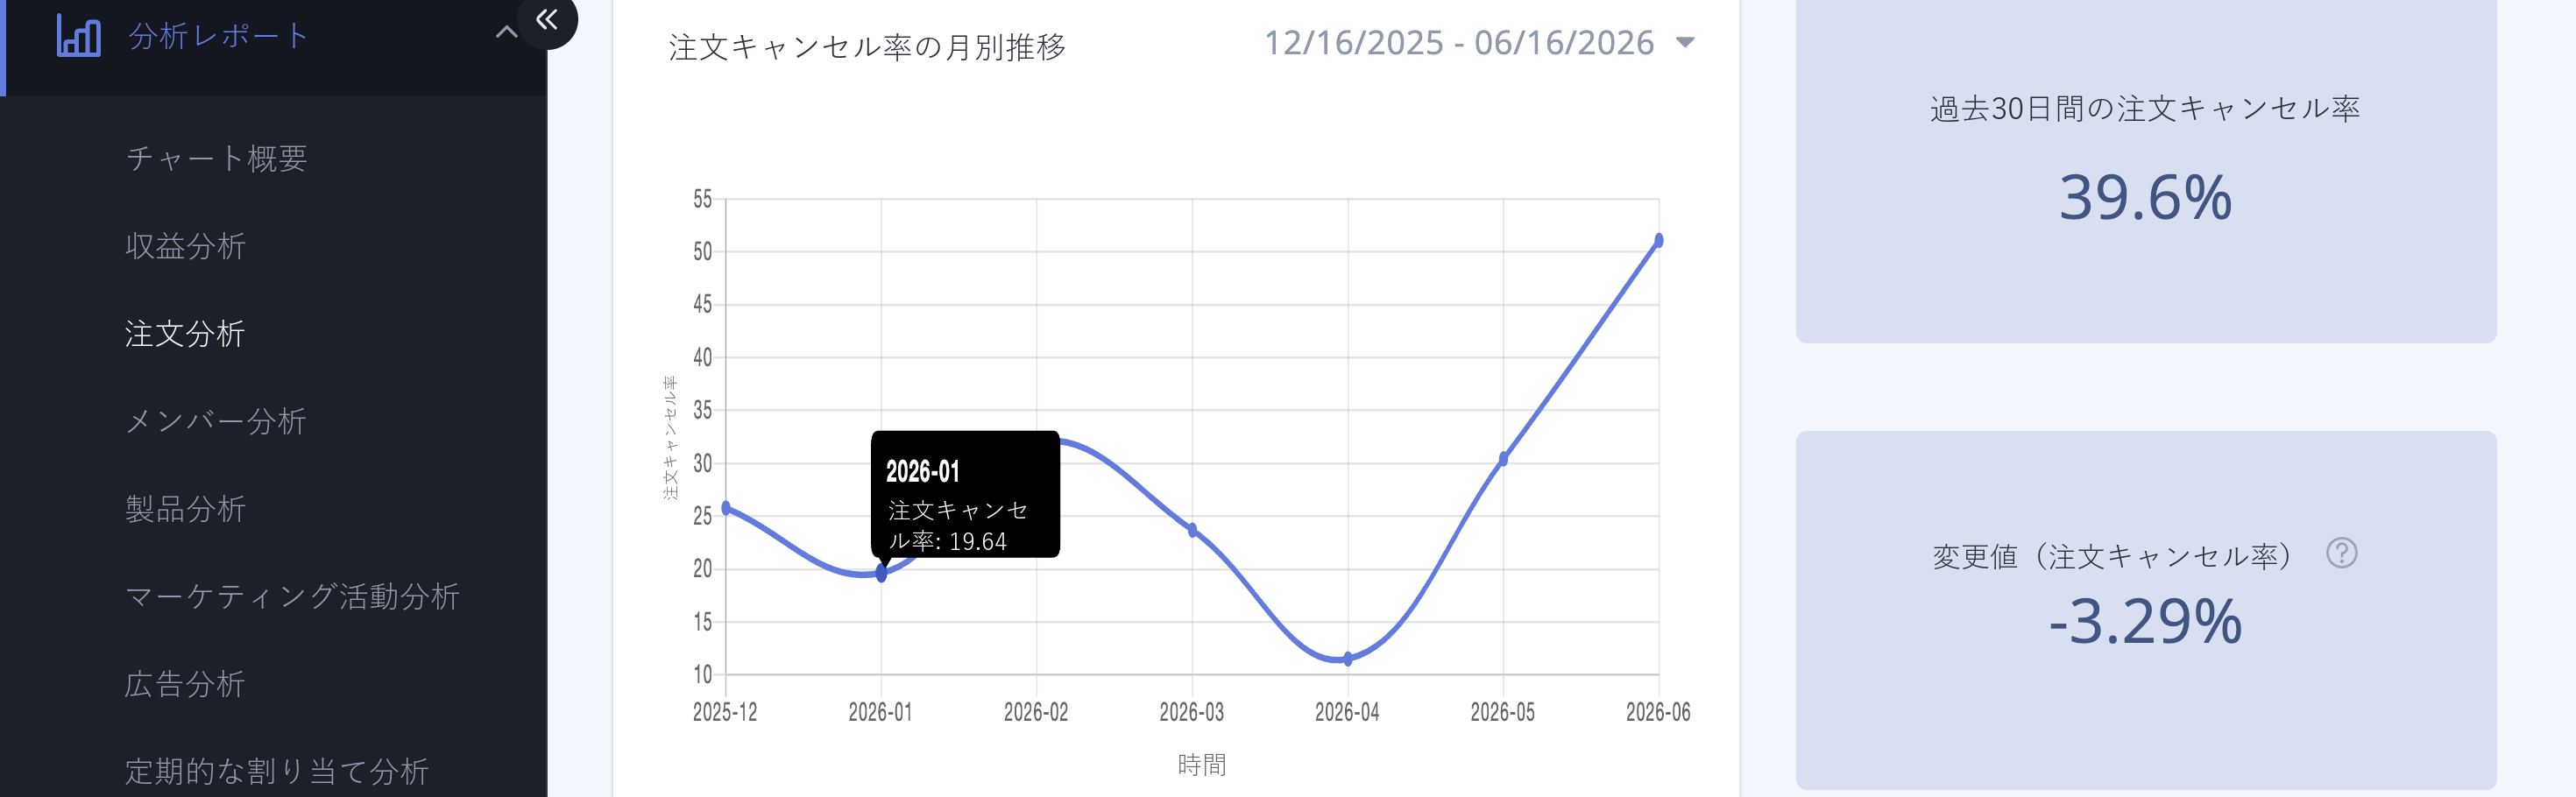 分析レポート
チャート概要
収益分析
注文分析
メンバー分析
製品分析
マーケティング活動分析
広告分析
定期的な割り当て分析
注文キャンセル率の月別推移
12/16/2025 - 06/16/2026
注文キャンセル率
55
50
45
40
35
30
25
20
15
10
2026-01
注文キャンセ
ル率: 19.64
2025-12
2026-01
2026-02
2026-03
2026-04
2026-05
2026-06
時間
過去30日間の注文キャンセル率
39.6%
変更値（注文キャンセル率）
-3.29%